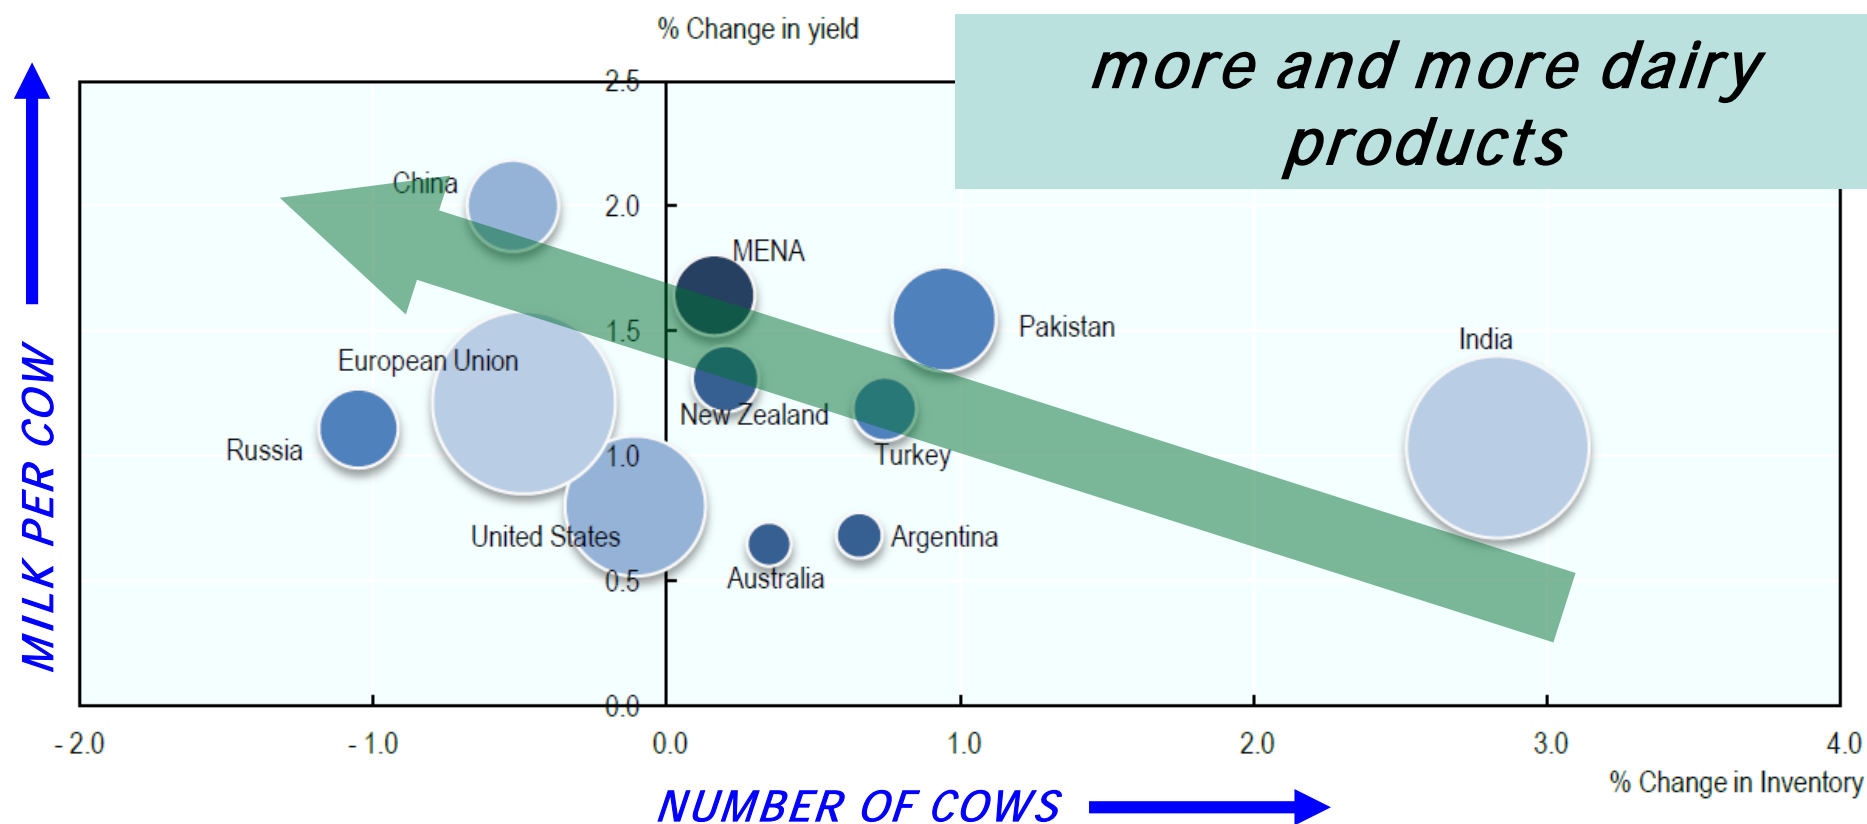 % Change in yield
more and more dairy
products
2.5
China
2.0
MENA
1.5
Pakistan
India
European Union
New Zealand
Russia
1.0
Turkey
United States
Argentina
Australia
0.5
0.0
MILK PER COW
- 2.0
- 1.0
0.0
1.0
2.0
3.0
4.0
% Change in Inventory
NUMBER OF COWS